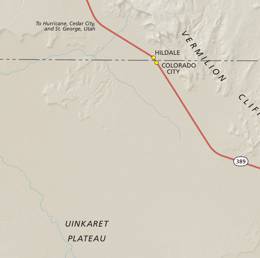 To Hurricane, Cedar City,
and St. George, Utah
HILDALE
COLORADO
CITY
VERMILION
CLIFF
389
UINKARET
PLATEAU